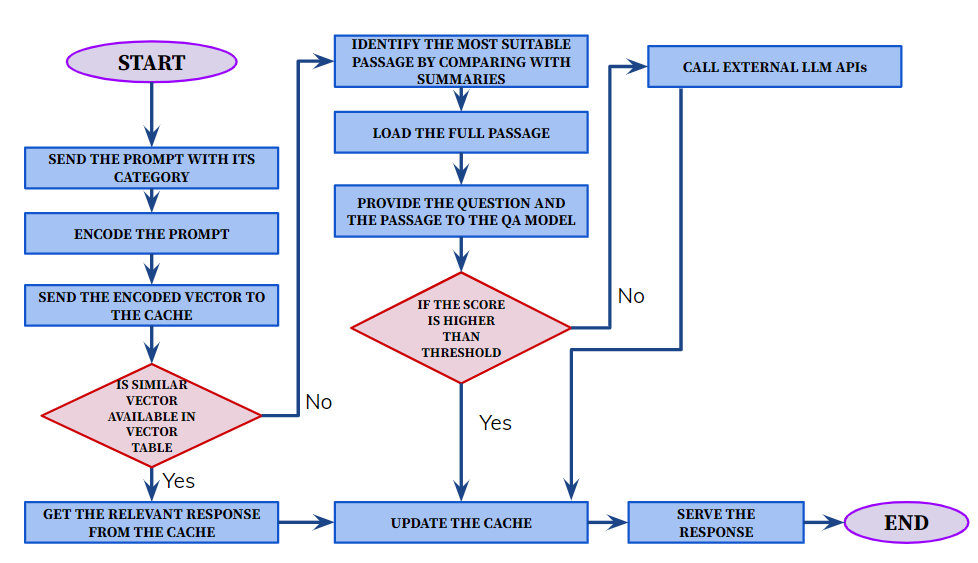 START
SEND THE PROMPT WITH ITS
CATEGORY
ENCODE THE PROMPT
SEND THE ENCODED VECTOR TO
THE CACHE
IS SIMILAR
VECTOR
AVAILABLE IN
VECTOR
TABLE
No
Yes
GET THE RELEVANT RESPONSE
FROM THE CACHE
IDENTIFY THE MOST SUITABLE
PASSAGE BY COMPARING WITH
SUMMARIES
LOAD THE FULL PASSAGE
PROVIDE THE QUESTION AND
THE PASSAGE TO THE QA MODEL
IF THE SCORE
IS HIGHER
THAN
THRESHOLD
No
Yes
CALL EXTERNAL LLM APIs
UPDATE THE CACHE
SERVE THE
RESPONSE
END